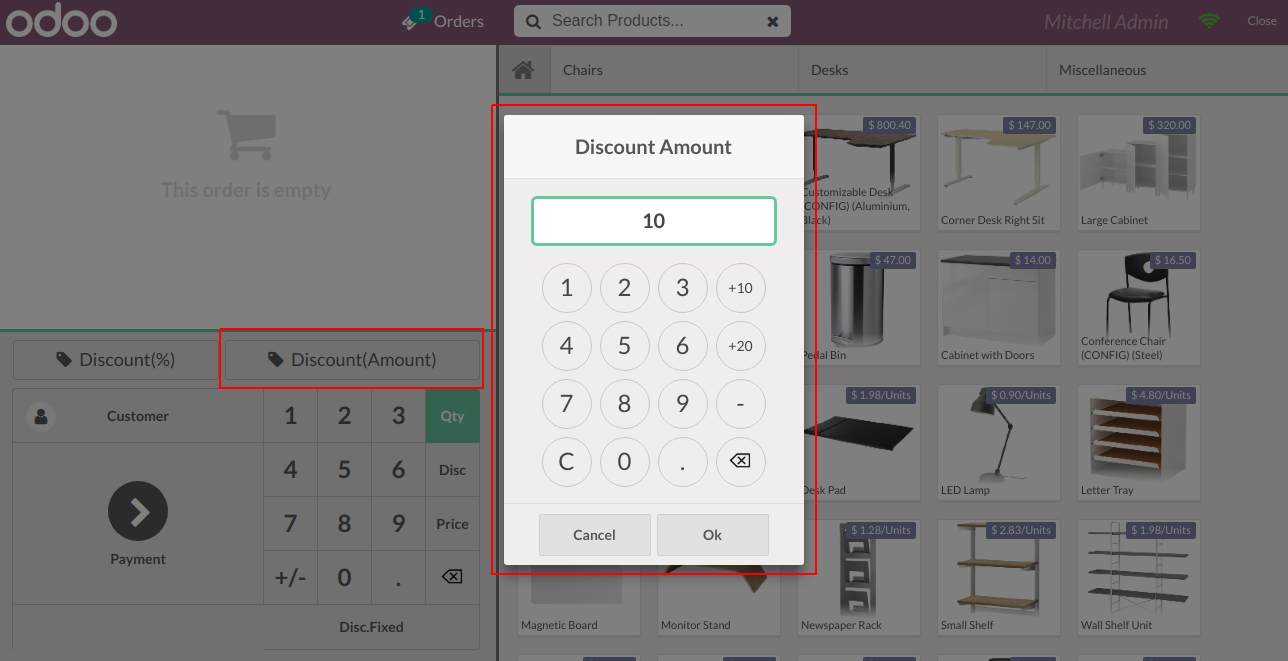 odoo
1
Orders
Search Products...
Mitchell Admin
Close
This order is empty
Discount(%)
Discount(Amount)
Customer
1 2 3 Qty
4 5 6 Disc
7 8 9 Price
+/- 0 .
Payment
Disc.Fixed
Chairs
Desks
Miscellaneous
Discount Amount
10
1 2 3 +10
4 5 6 +20
7 8 9 -
C 0 .
Cancel
Ok
$ 800.40
Customizable Desk
(CONFIG) (Aluminium,
Black)
$ 147.00
Corner Desk Right Sit
$ 320.00
Large Cabinet
$ 47.00
Pedal Bin
$ 14.00
Cabinet with Doors
$ 16.50
Conference Chair
(CONFIG) (Steel)
$ 1.98/Units
Desk Pad
$ 0.90/Units
LED Lamp
$ 4.80/Units
Letter Tray
Magnetic Board
Monitor Stand
$ 1.28/Units
Newspaper Rack
$ 2.83/Units
Small Shelf
$ 1.98/Units
Wall Shelf Unit